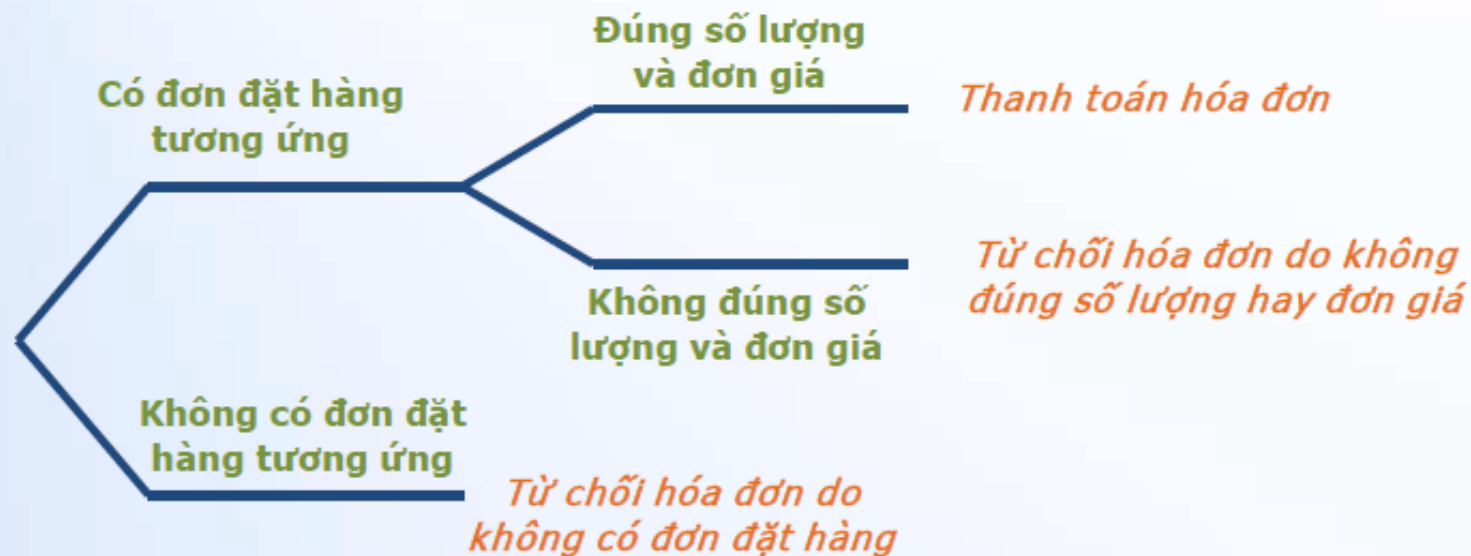 Đúng số lượng
và đơn giá
Có đơn đặt hàng
tương ứng
Thanh toán hóa đơn
Từ chối hóa đơn do không
đúng số lượng hay đơn giá
Không đúng số
lượng và đơn giá
Không có đơn đặt
hàng tương ứng
Từ chối hóa đơn do
không có đơn đặt hàng